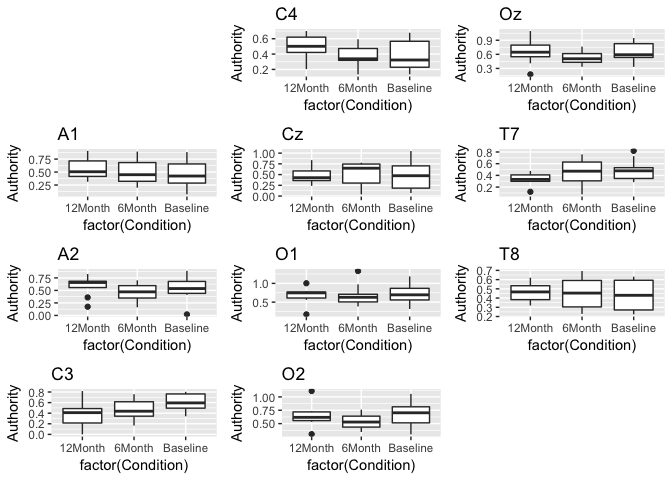 C4
Authority
0.6
0.4
0.2
12Month 6Month Baseline
factor(Condition)
Oz
Authority
0.9
0.6
0.3
12Month 6Month Baseline
factor(Condition)
A1
Authority
0.75
0.50
0.25
12Month 6Month Baseline
factor(Condition)
Cz
Authority
1.00
0.75
0.50
0.25
0.00
12Month 6Month Baseline
factor(Condition)
T7
Authority
0.8
0.6
0.4
0.2
12Month 6Month Baseline
factor(Condition)
A2
Authority
0.75
0.50
0.25
0.00
12Month 6Month Baseline
factor(Condition)
O1
Authority
1.0
0.5
12Month 6Month Baseline
factor(Condition)
T8
Authority
0.7
0.6
0.5
0.4
0.3
0.2
12Month 6Month Baseline
factor(Condition)
C3
Authority
0.8
0.6
0.4
0.2
0.0
12Month 6Month Baseline
factor(Condition)
O2
Authority
1.00
0.75
0.50
12Month 6Month Baseline
factor(Condition)